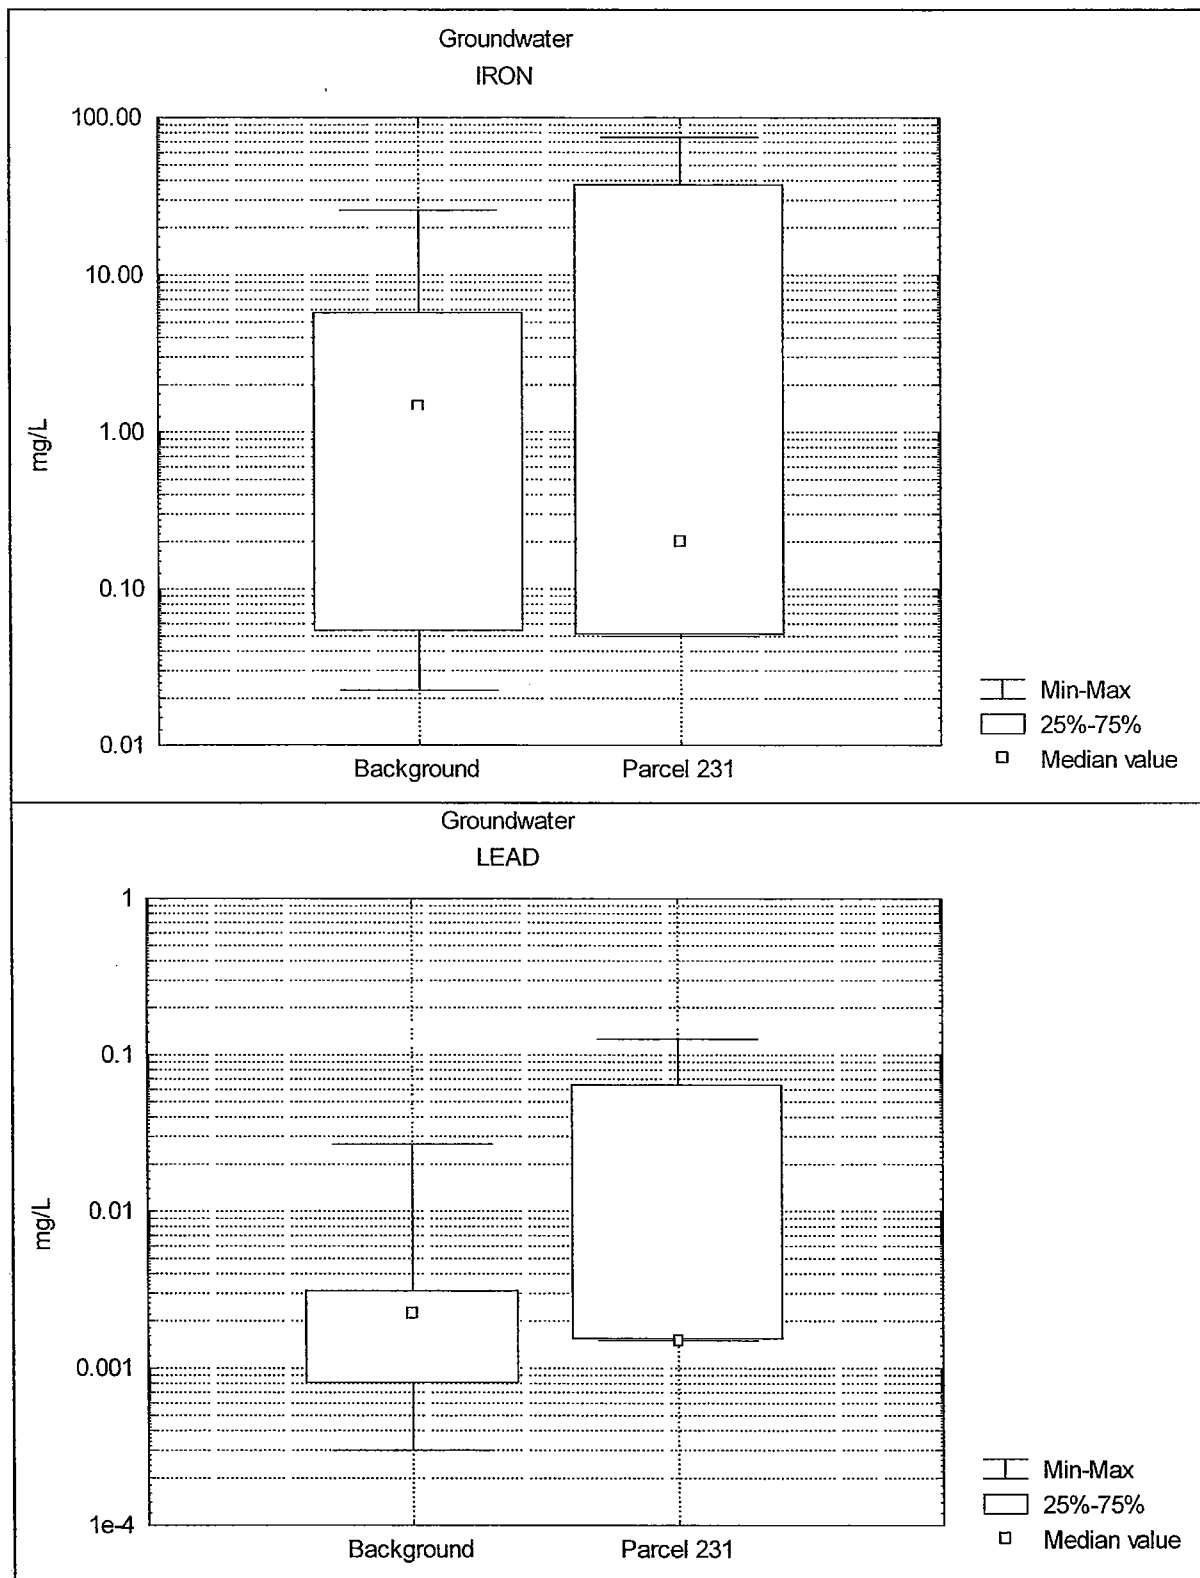 Groundwater
IRON
100.00
10.00
1.00
0.10
0.01
mg/L
Background
Parcel 231
Min-Max
25%-75%
Median value
Groundwater
LEAD
1
0.1
0.01
0.001
1e-4
mg/L
Background
Parcel 231
Min-Max
25%-75%
Median value